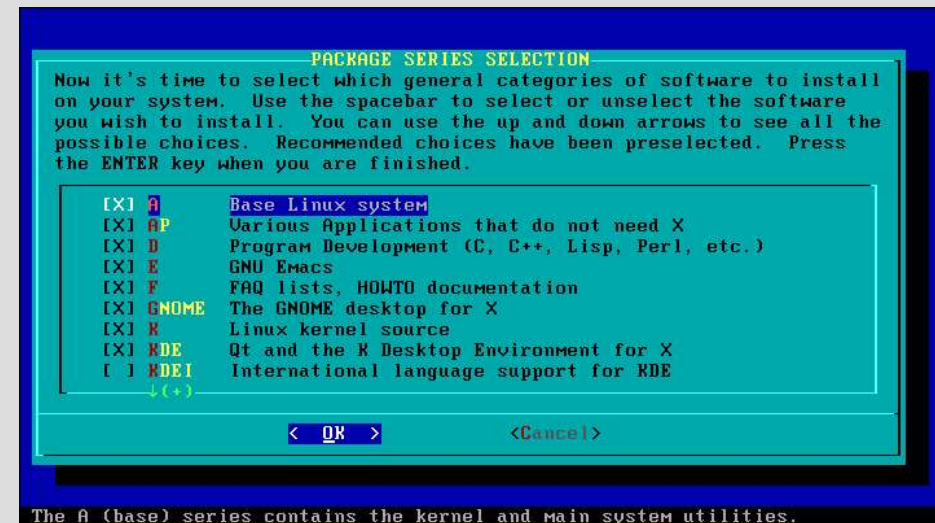 PACKAGE SERIES SELECTION
Now it's time to select which general categories of software to install
on your system.  Use the spacebar to select or unselect the software
you wish to install.  You can use the up and down arrows to see all the
possible choices.  Recommended choices have been preselected.  Press
the ENTER key when you are finished.
[X] A Base Linux system
[X] AP Various Applications that do not need X
[X] D Program Development (C, C++, Lisp, Perl, etc.)
[X] E GNU Emacs
[X] F FAQ lists, HOWTO documentation
[X] GNOME The GNOME desktop for X
[X] K Linux kernel source
[X] KDE Qt and the K Desktop Environment for X
[ ] KDEI International language support for KDE
↓(+)
< OK > <Cancel>
The A (base) series contains the kernel and main system utilities.